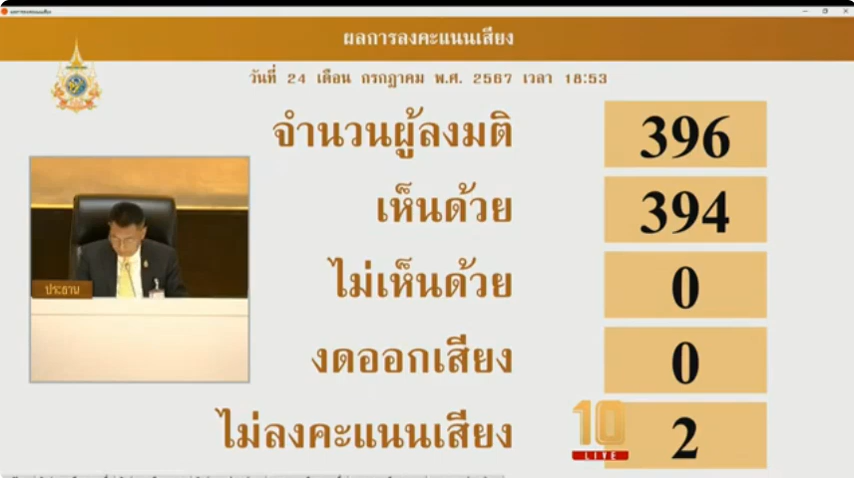 ผลการลงคะแนนเสียง
วันที่ 24 เดือน กรกฎาคม พ.ศ. 2567 เวลา 18:53
จำนวนผู้ลงมติ 396
เห็นด้วย 394
ไม่เห็นด้วย 0
งดออกเสียง 0
ไม่ลงคะแนนเสียง 2
ประธาน
10
LIVE